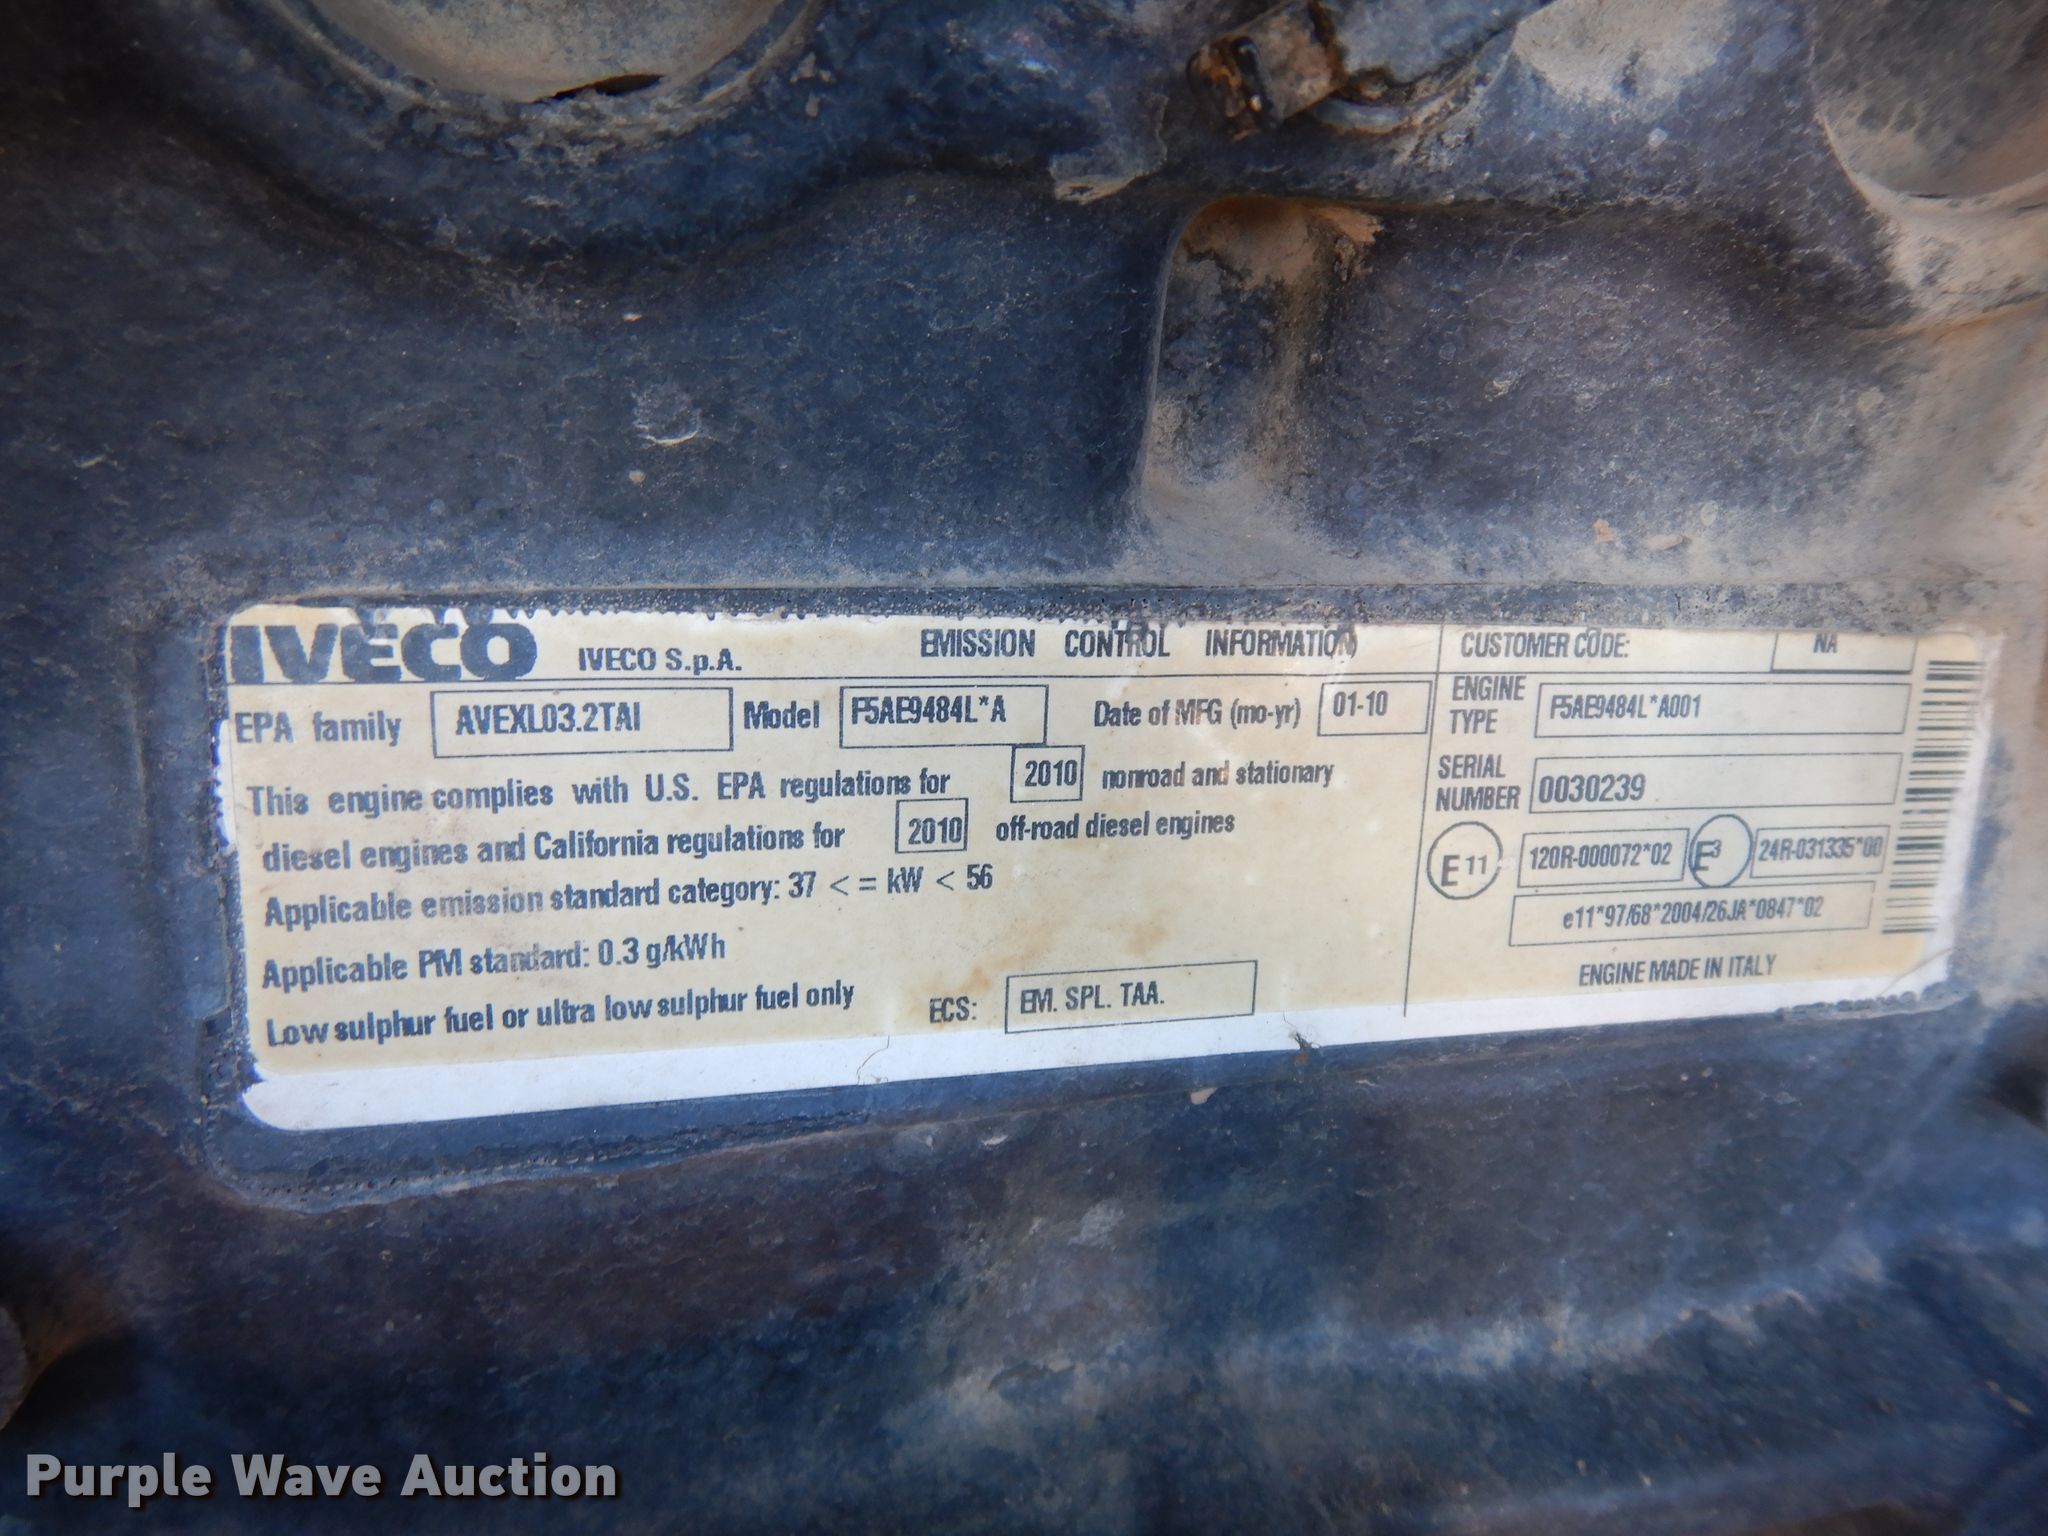 IVECO IVECO S.p.A. EMISSION CONTROL INFORMATION
EPA family AVEXL03.2TAI Model F5AE9484L*A Date of MFG (mo-yr) 01-10
This engine complies with U.S. EPA regulations for 2010 nonroad and stationary
diesel engines and California regulations for 2010 off-road diesel engines
Applicable emission standard category: 37 < = kW < 56
Applicable PM standard: 0.3 g/kWh
Low sulphur fuel or ultra low sulphur fuel only ECS: EM. SPL. TAA.
CUSTOMER CODE: NA
ENGINE TYPE F5AE9484L*A001
SERIAL NUMBER 0030239
E 11 120R-000072*02 E3 24R-031335*00
e11*97/68*2004/26JA*0847*02
ENGINE MADE IN ITALY
Purple Wave Auction